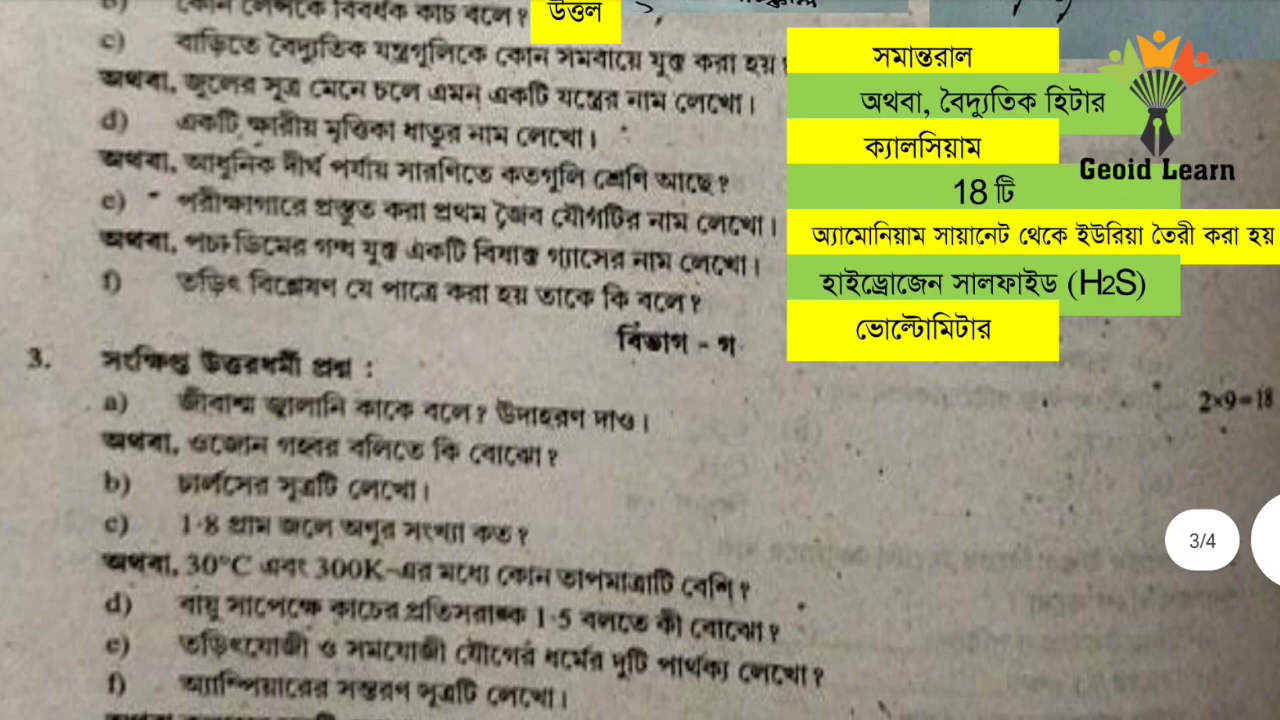 b) কোন লেন্সকে বিবর্ধক কাচ বলে? উত্তল
c) বাড়িতে বৈদ্যুতিক যন্ত্রগুলিকে কোন সমবায়ে যুক্ত করা হয়? সমান্তরাল
অথবা, জুলের সূত্র মেনে চলে এমন একটি যন্ত্রের নাম লেখো। অথবা, বৈদ্যুতিক হিটার
d) একটি ক্ষারীয় মৃত্তিকা ধাতুর নাম লেখো। ক্যালসিয়াম
Geoid Learn
অথবা, আধুনিক দীর্ঘ পর্যায় সারণিতে কতগুলি শ্রেণি আছে? 18 টি
e) পরীক্ষাগারে প্রস্তুত করা প্রথম জৈব যৌগটির নাম লেখো। অ্যামোনিয়াম সায়ানেট থেকে ইউরিয়া তৈরী করা হয়
অথবা, পচা ডিমের গন্ধ যুক্ত একটি বিষাক্ত গ্যাসের নাম লেখো। হাইড্রোজেন সালফাইড (H2S)
f) তড়িৎ বিশ্লেষণ যে পাত্রে করা হয় তাকে কি বলে? ভোল্টোমিটার
বিভাগ - গ
3. সংক্ষিপ্ত উত্তরধর্মী প্রশ্ন : 2×9=18
a) জীবাশ্ম জ্বালানি কাকে বলে? উদাহরণ দাও।
অথবা, ওজোন গহ্বর বলিতে কি বোঝো?
b) চার্লসের সূত্রটি লেখো।
c) 1·8 গ্রাম জলে অণুর সংখ্যা কত?
অথবা, 30°C এবং 300K-এর মধ্যে কোন তাপমাত্রাটি বেশি?
3/4
d) বায়ু সাপেক্ষে কাচের প্রতিসরাঙ্ক 1·5 বলতে কী বোঝো?
e) তড়িৎযোজী ও সমযোজী যৌগের ধর্মের দুটি পার্থক্য লেখো?
f) অ্যাম্পিয়ারের সন্তরণ সূত্রটি লেখো।